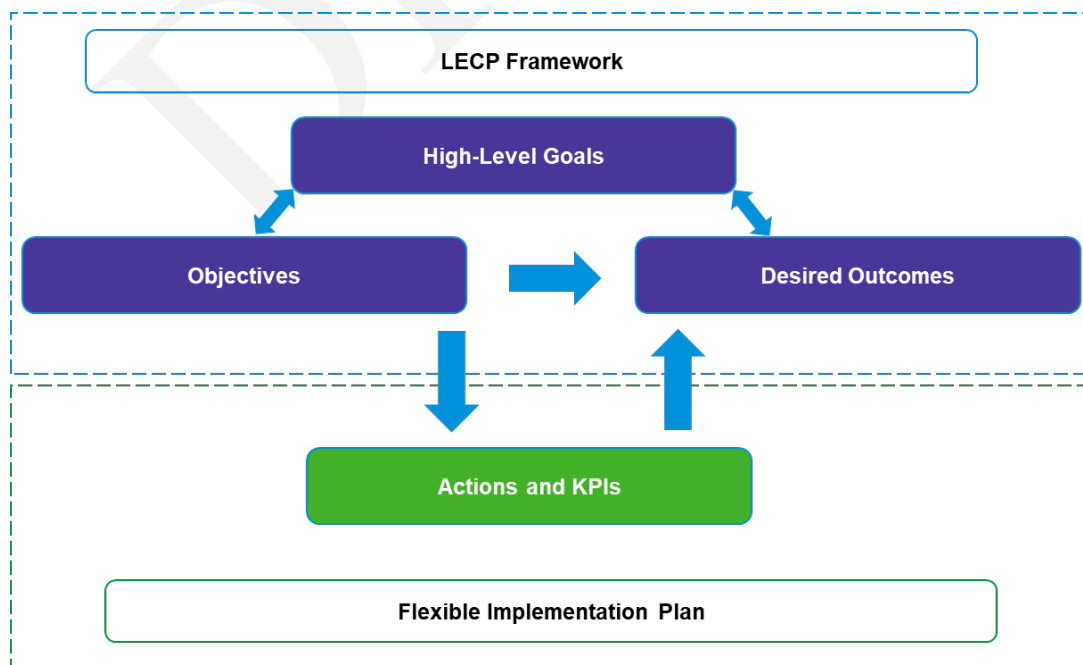 LECP Framework
High-Level Goals
Objectives
Desired Outcomes
Actions and KPIs
Flexible Implementation Plan